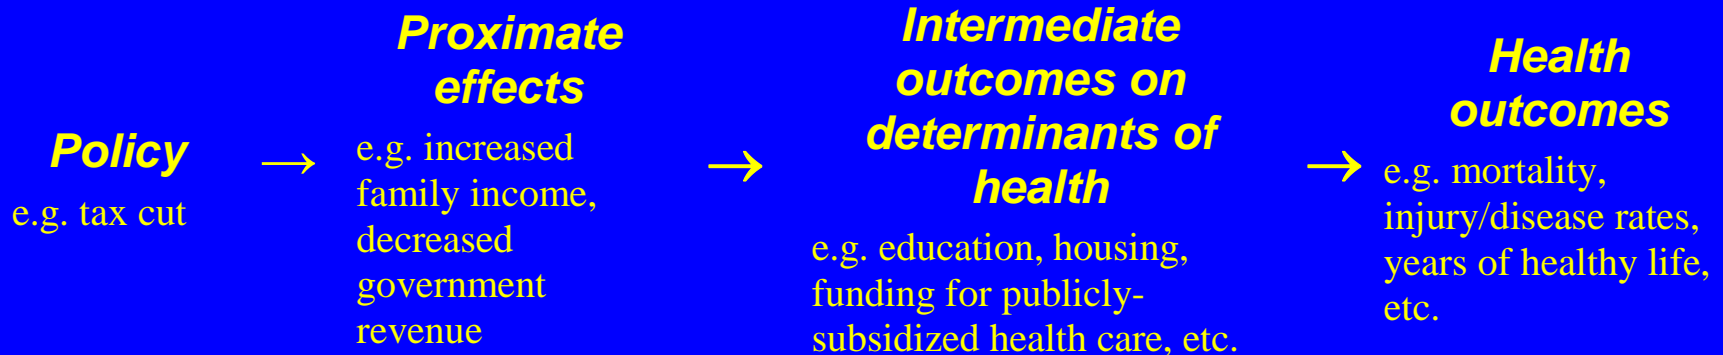 Policy
e.g. tax cut
→
Proximate
effects
e.g. increased
family income,
decreased
government
revenue
→
Intermediate
outcomes on
determinants of
health
e.g. education, housing,
funding for publicly-
subsidized health care, etc.
→
Health
outcomes
e.g. mortality,
injury/disease rates,
years of healthy life,
etc.